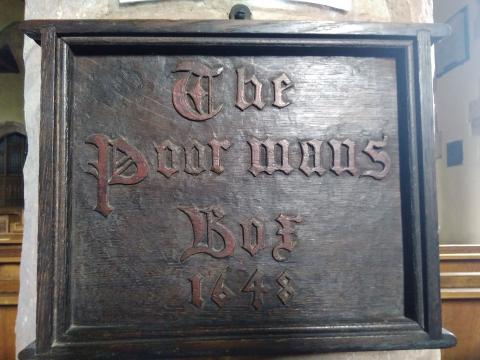 The
Poor mans
Box
1648